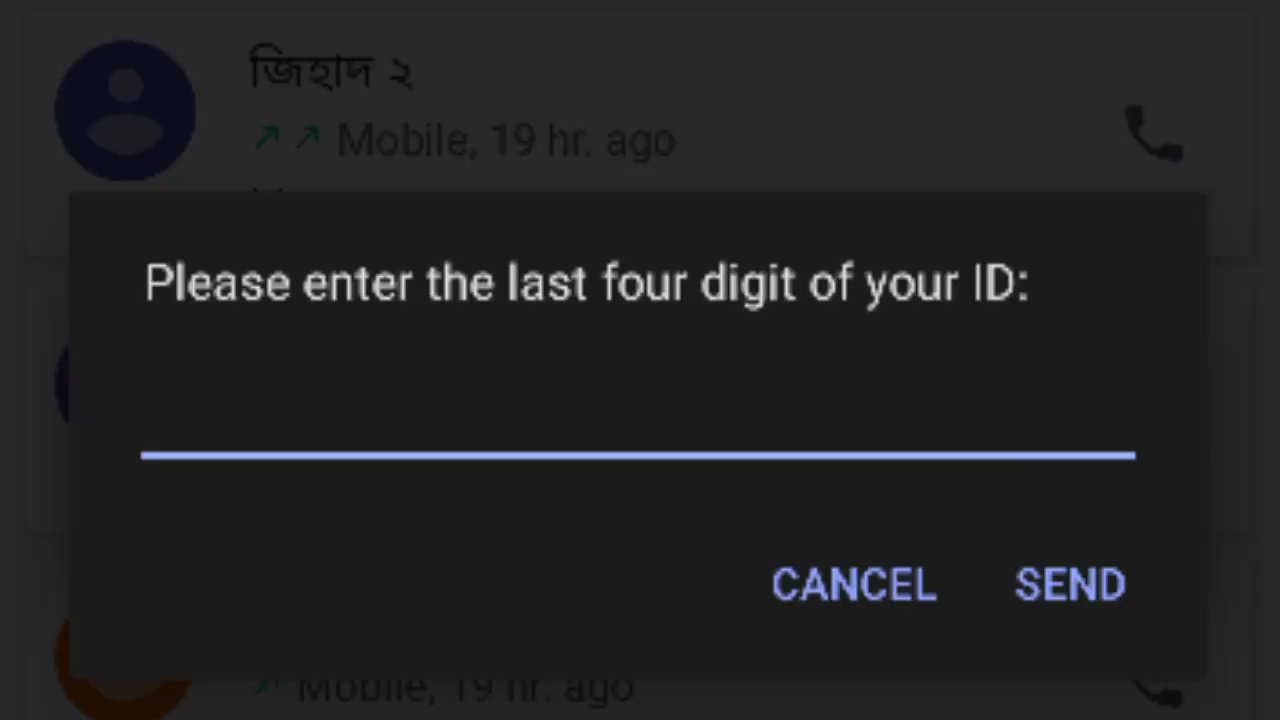 জিহাদ ২
Mobile, 19 hr. ago
Please enter the last four digit of your ID:
CANCEL SEND
Mobile, 19 hr. ago